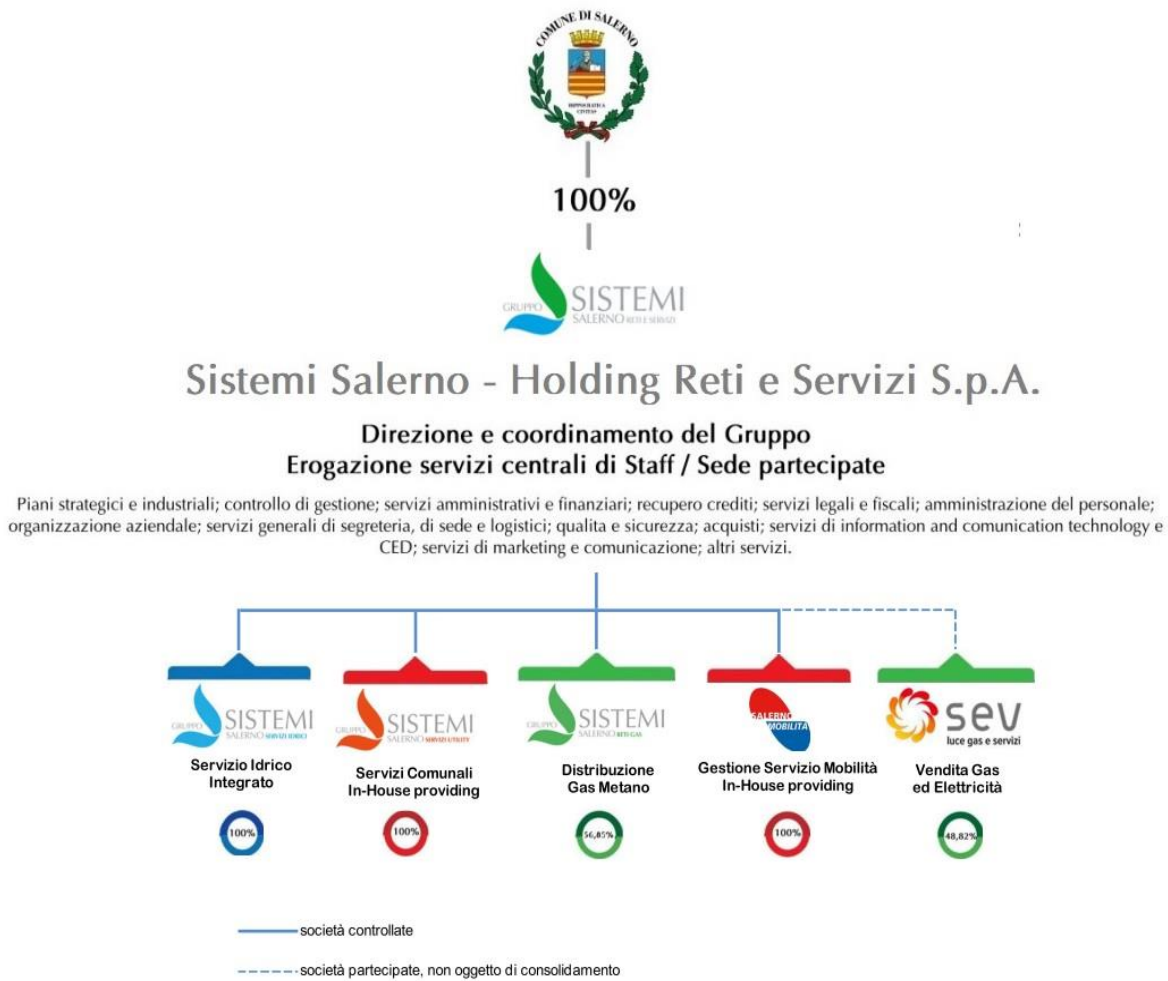 COMUNE DI SALERNO
HIPPOCRATICA
CIVITAS
100%
GRUPPO SISTEMI
SALERNO RETI E SERVIZI
Sistemi Salerno - Holding Reti e Servizi S.p.A.
Direzione e coordinamento del Gruppo
Erogazione servizi centrali di Staff / Sede partecipate
Piani strategici e industriali; controllo di gestione; servizi amministrativi e finanziari; recupero crediti; servizi legali e fiscali; amministrazione del personale;
organizzazione aziendale; servizi generali di segreteria, di sede e logistici; qualita e sicurezza; acquisti; servizi di information and comunication technology e
CED; servizi di marketing e comunicazione; altri servizi.
GRUPPO SISTEMI
SALERNO SERVIZI IDRICI
Servizio Idrico
Integrato
100%
GRUPPO SISTEMI
SALERNO SERVIZI UTILITY
Servizi Comunali
In-House providing
100%
GRUPPO SISTEMI
SALERNO RETI GAS
Distribuzione
Gas Metano
56,85%
SALERNO
MOBILITÀ
Gestione Servizio Mobilità
In-House providing
100%
sev
luce gas e servizi
Vendita Gas
ed Elettricità
48,82%
società controllate
società partecipate, non oggetto di consolidamento